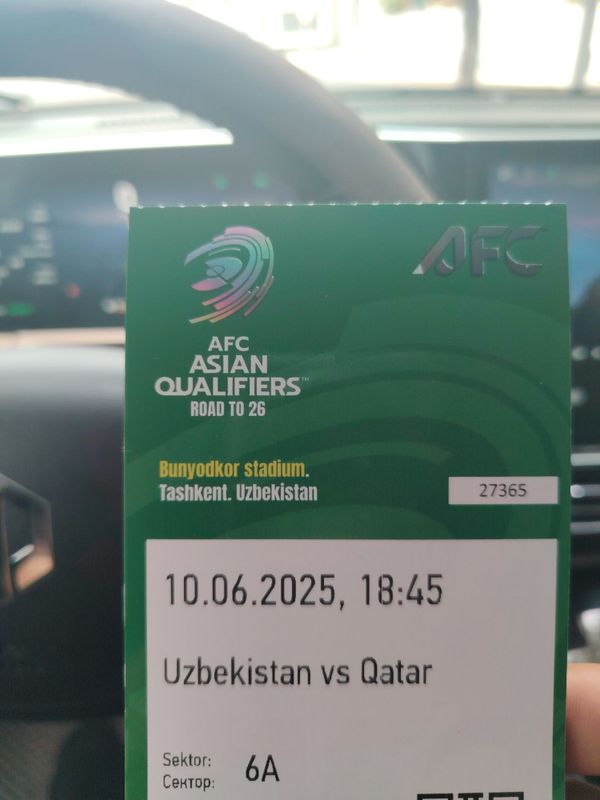 AFC
AFC
ASIAN
QUALIFIERS™
ROAD TO 26
Bunyodkor stadium.
Tashkent. Uzbekistan
27365
10.06.2025, 18:45
Uzbekistan vs Qatar
Sektor:
Сектор:
6A